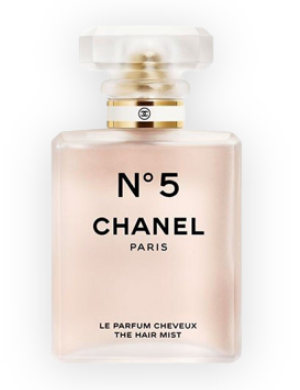 N°5
CHANEL
PARIS
LE PARFUM CHEVEUX
THE HAIR MIST